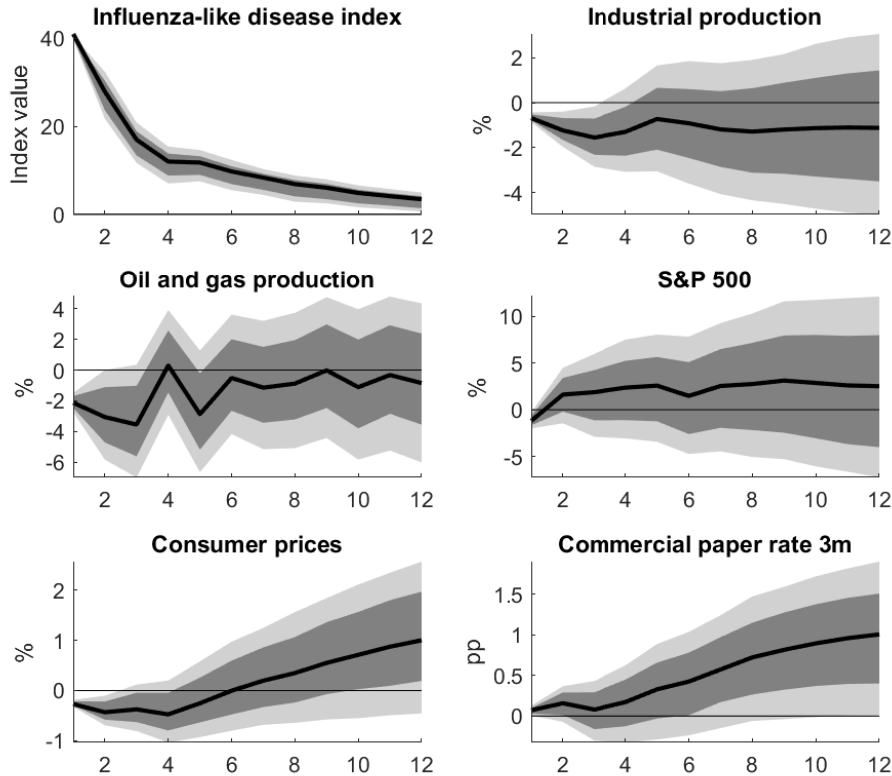 Influenza-like disease index
Index value
40
20
0
2 4 6 8 10 12
Industrial production
%
2
0
-2
-4
2 4 6 8 10 12
Oil and gas production
%
4
2
0
-2
-4
-6
2 4 6 8 10 12
S&P 500
%
10
5
0
-5
2 4 6 8 10 12
Consumer prices
%
2
1
0
-1
2 4 6 8 10 12
Commercial paper rate 3m
pp
1.5
1
0.5
0
2 4 6 8 10 12